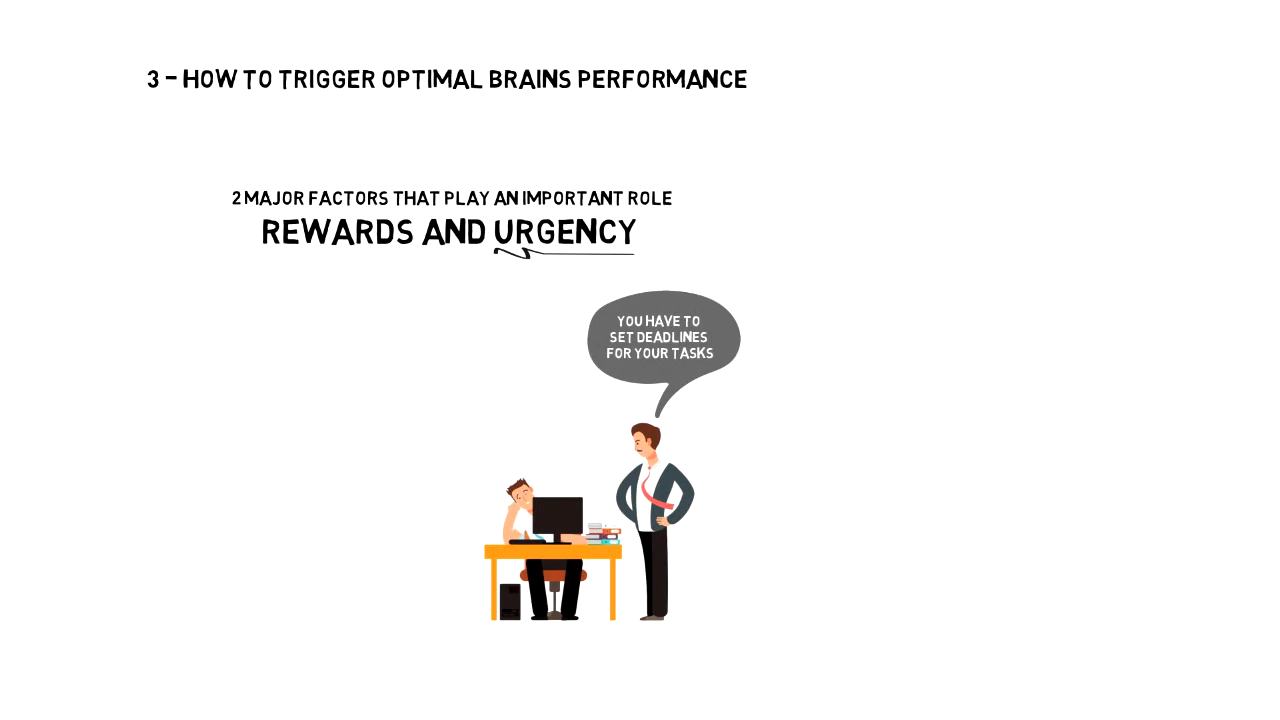 3 - HOW TO TRIGGER OPTIMAL BRAINS PERFORMANCE
2 MAJOR FACTORS THAT PLAY AN IMPORTANT ROLE
REWARDS AND URGENCY
YOU HAVE TO
SET DEADLINES
FOR YOUR TASKS